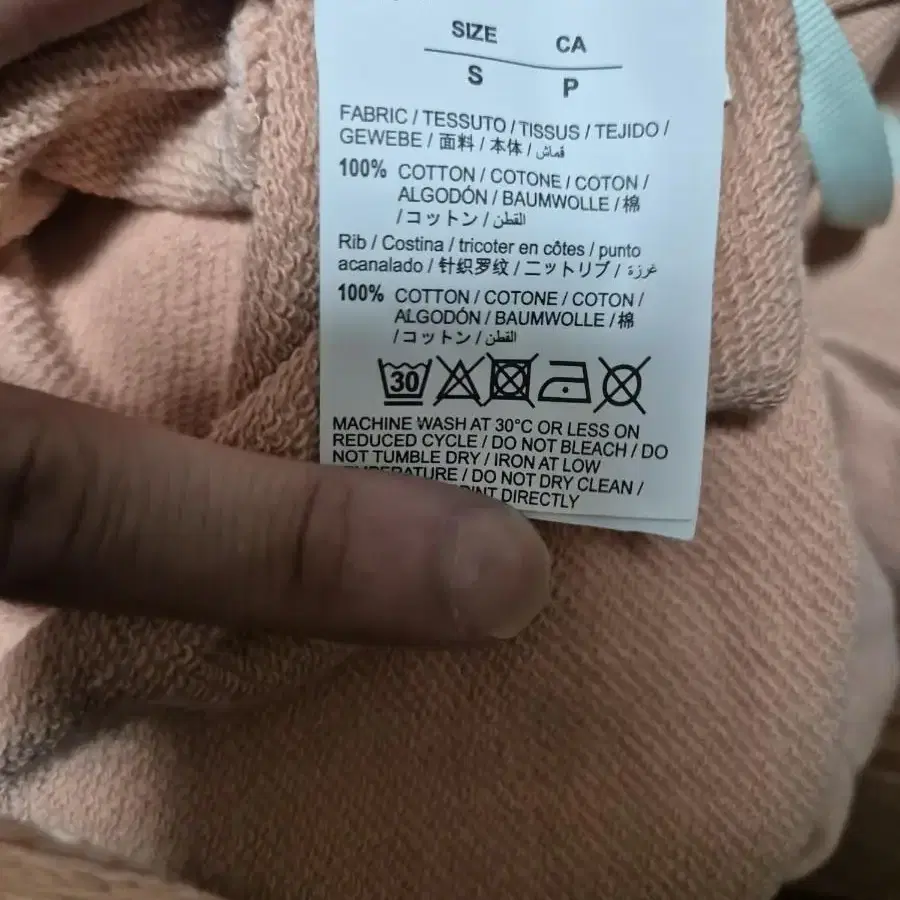 SIZE CA
S P
FABRIC / TESSUTO / TISSUS / TEJIDO /
GEWEBE / 面料 / 本体 / قماش
100% COTTON / COTONE / COTON /
ALGODÓN / BAUMWOLLE / 棉
/ コットン / القطن
Rib / Costina / tricoter en côtes / punto
acanalado / 针织罗纹 / ニットリブ / غرزة
100% COTTON / COTONE / COTON /
ALGODÓN / BAUMWOLLE / 棉
/ コットン / القطن
30
MACHINE WASH AT 30°C OR LESS ON
REDUCED CYCLE / DO NOT BLEACH / DO
NOT TUMBLE DRY / IRON AT LOW
TEMPERATURE / DO NOT DRY CLEAN /
DIRECTLY